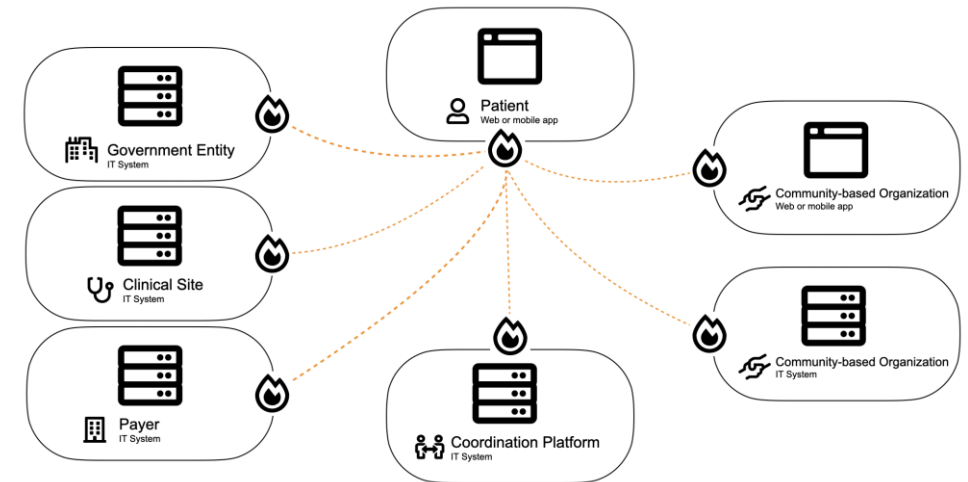 Patient
Web or mobile app
Government Entity
IT System
Community-based Organization
Web or mobile app
Clinical Site
IT System
Community-based Organization
IT System
Payer
IT System
Coordination Platform
IT System